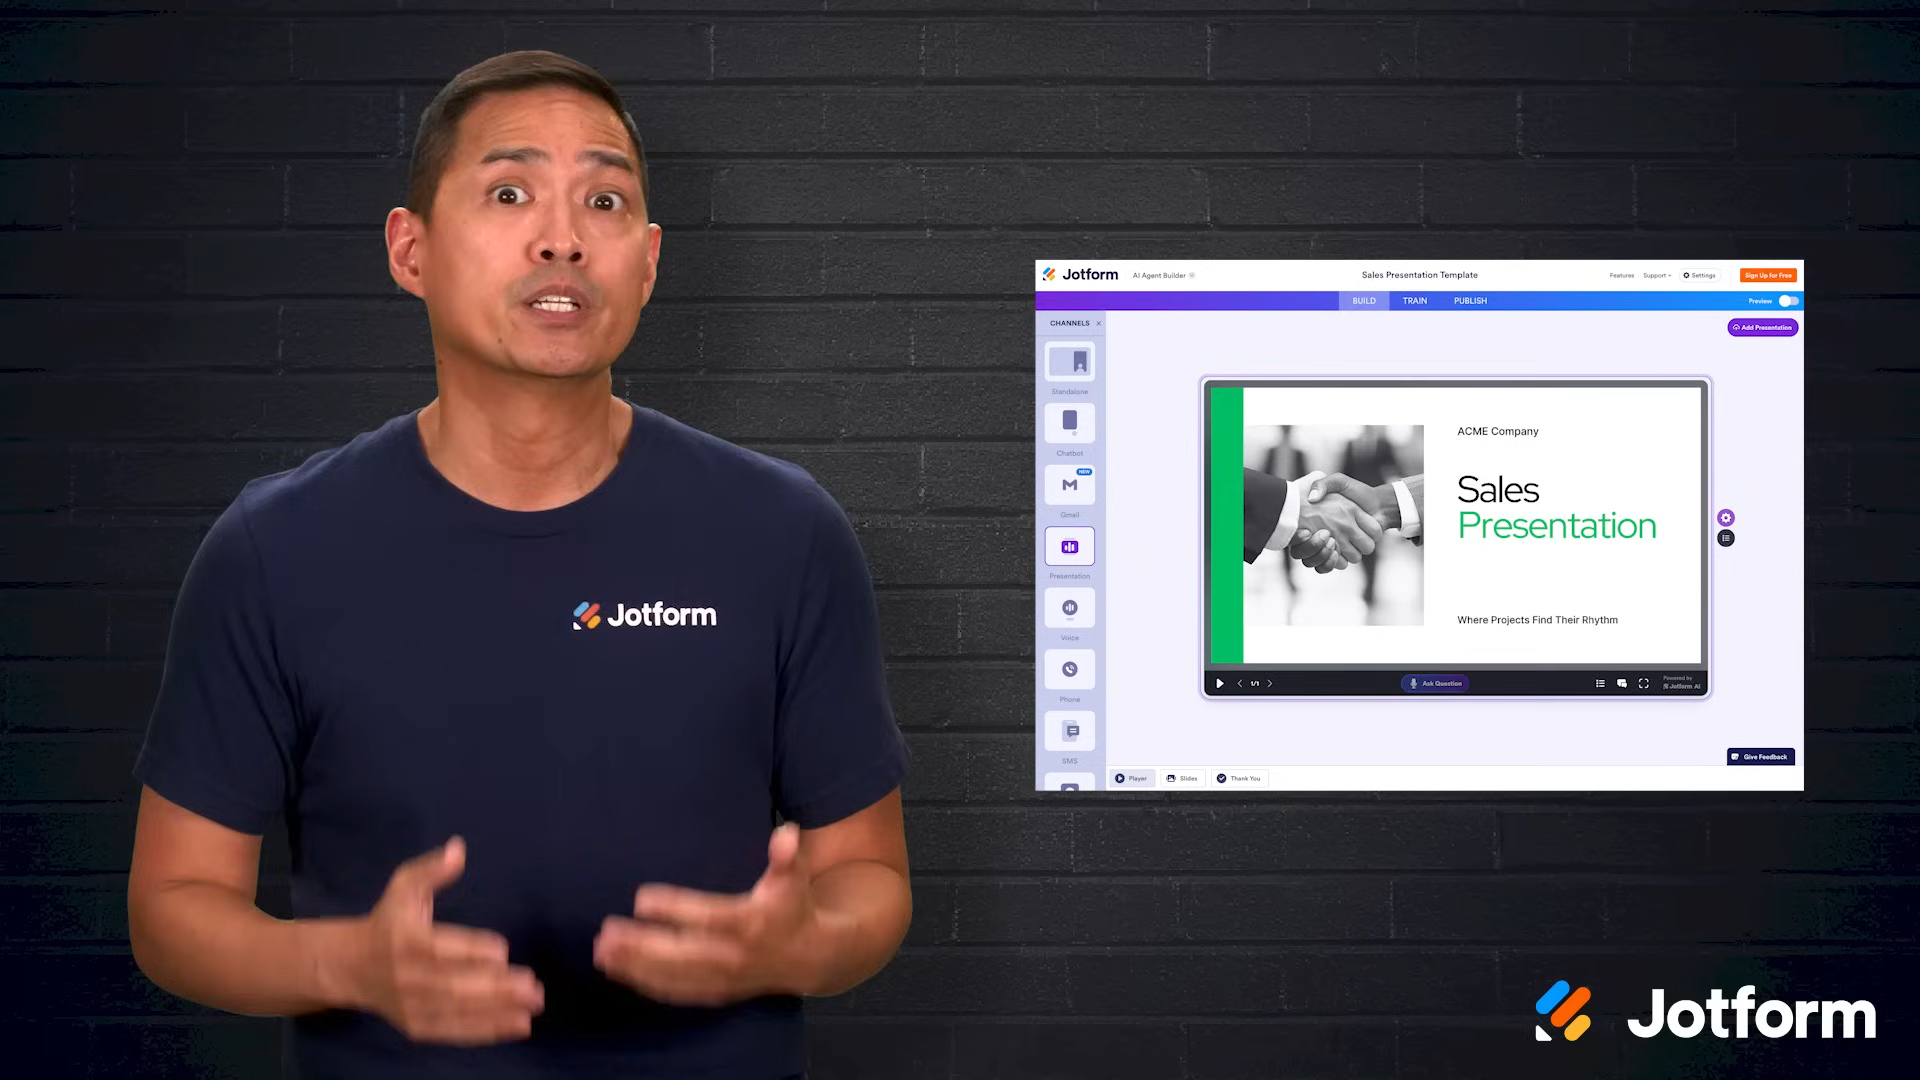 Jotform
Jotform AI Agent Builder
Sales Presentation Template
Features Support Settings Sign Up for Free
BUILD TRAIN PUBLISH
Preview
CHANNELS
Add Presentation
Standalone
Chatbot
NEW
Gmail
Presentation
Voice
Phone
SMS
ACME Company
Sales
Presentation
Where Projects Find Their Rhythm
1/1
Ask Question
Powered by
Jotform AI
Give Feedback
Player Slides Thank You
Jotform